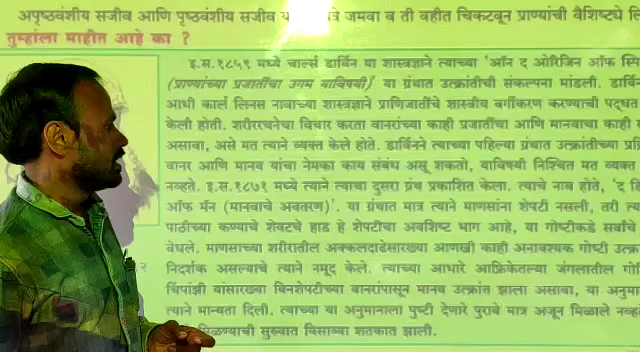 अपृष्ठवंशीय सजीव आणि पृष्ठवंशीय सजीव जमवा व ती वहीत चिकटवून प्राण्यांची वैशिष्ट्ये
तुम्हांला माहीत आहे का ?
इ.स.१८५९ मध्ये चार्ल्स डार्विन या शास्त्रज्ञाने त्याच्या ‘ऑन द ओरिजिन ऑफ
(प्राण्यांच्या प्रजातींचा उगम याविषयी)’ या ग्रंथात उत्क्रांतीची संकल्पना मांडली.
आधी कार्ल लिनस नावाच्या शास्त्रज्ञाने प्राणिजातींचे शास्त्रीय वर्गीकरण करण्याची
केली होती. शरीररचनेचा विचार करता वानरांच्या काही प्रजातींचा आणि मानवाचा काही
असावा, असे मत त्याने व्यक्त केले होते. डार्विनने त्याच्या पहिल्या ग्रंथात उत्क्रांतीच्या
वानर आणि मानव यांचा नेमका काय संबंध असू शकतो, याविषयी निश्चित मत व्यक्त
नव्हते. इ.स.१८७१ मध्ये त्याने त्याचा दुसरा ग्रंथ प्रकाशित केला. त्याचे नाव होते, ‘द
ऑफ मॅन (मानवाचे अवतरण)’. या ग्रंथात मात्र त्याने माणसांना शेपटी नसली, तरी
पाठीच्या कण्याचे शेवटचे हाड हे शेपटीचा अवशिष्ट भाग आहे, या गोष्टीकडे सर्वांचे
वेधले. माणसाच्या शरीरातील अक्कलदाढेसारख्या आणखी काही अनावश्यक गोष्टी
निदर्शक असल्याचे त्याने नमूद केले. त्याच्या आधारे आफ्रिकेतल्या जंगलातील
चिंपांझी यांसारख्या बिनशेपटीच्या वानरांपासून मानव उत्क्रांत झाला असावा, या
त्याने मान्यता दिली. त्याच्या या अनुमानाला पुष्टी देणारे पुरावे मात्र अजून मिळाले
मिळण्याची सुरुवात विसाव्या शतकात झाली.